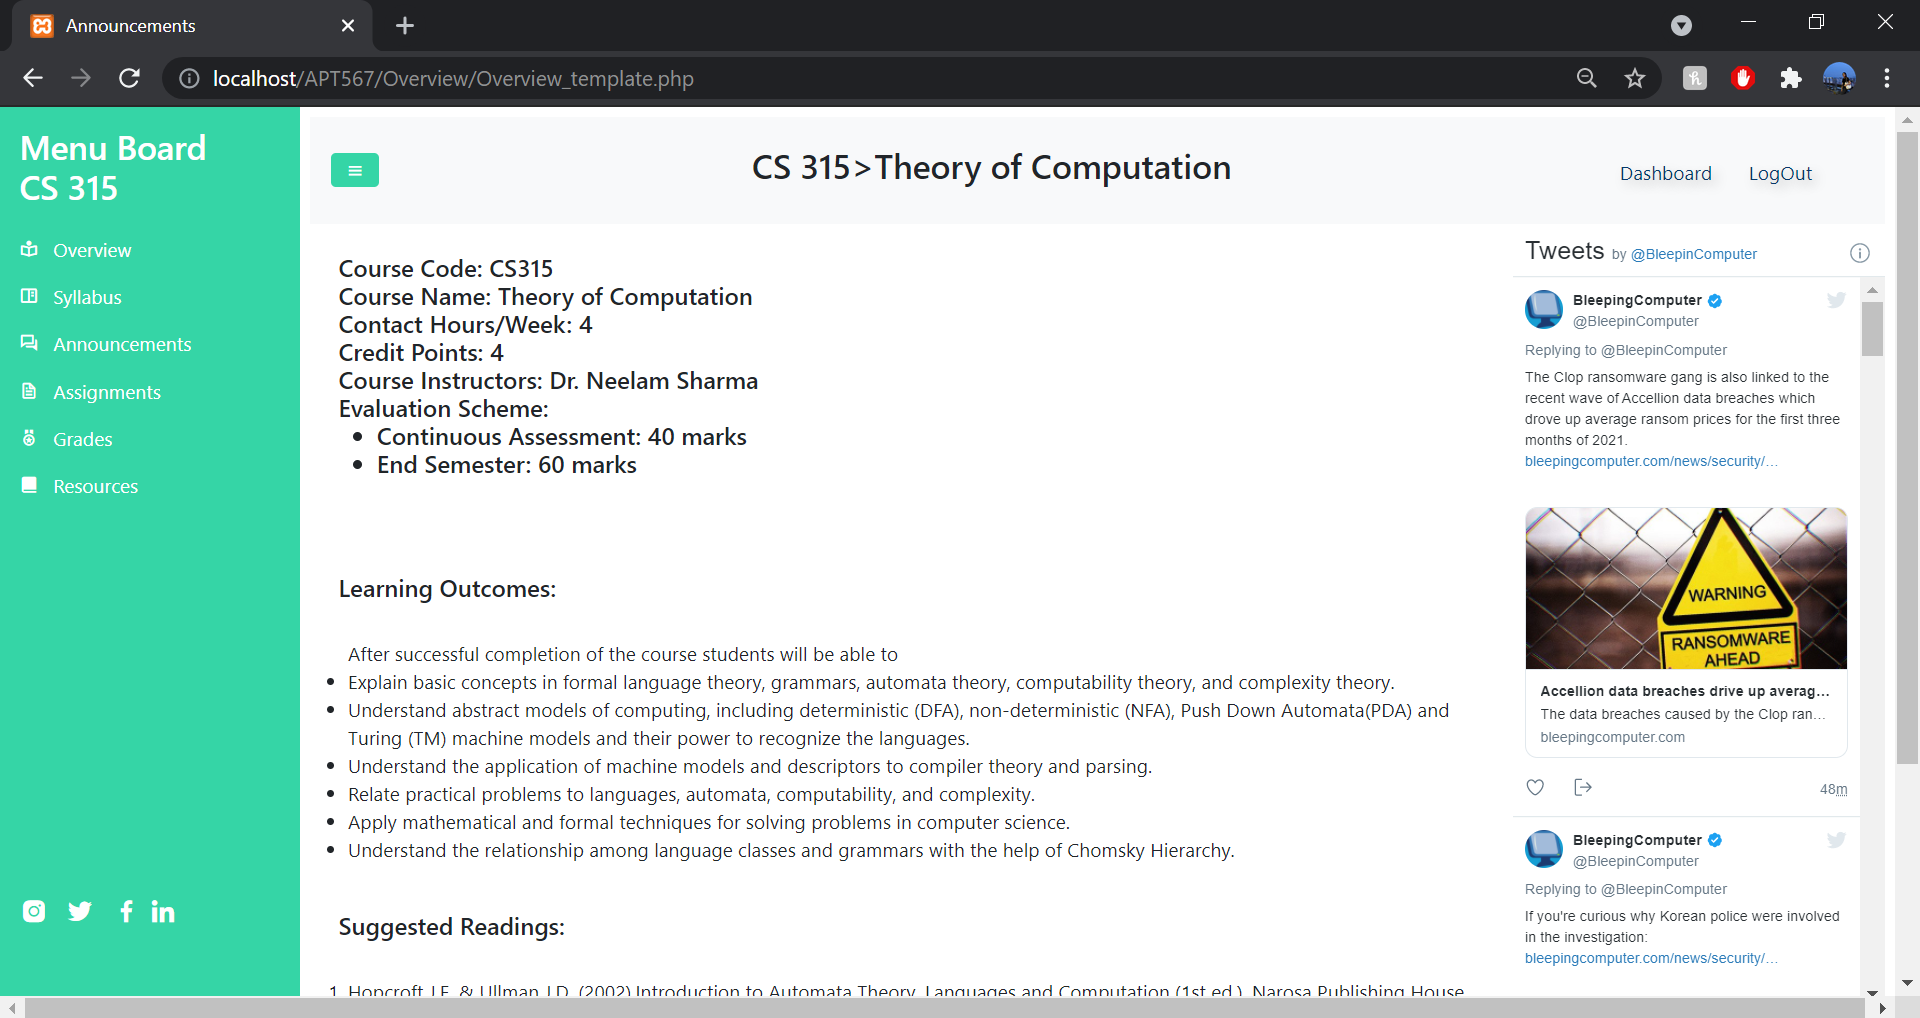 Announcements
localhost/APT567/Overview/Overview_template.php
Menu Board
CS 315
Overview
Syllabus
Announcements
Assignments
Grades
Resources
CS 315>Theory of Computation
Dashboard
LogOut
Course Code: CS315
Course Name: Theory of Computation
Contact Hours/Week: 4
Credit Points: 4
Course Instructors: Dr. Neelam Sharma
Evaluation Scheme:
• Continuous Assessment: 40 marks
• End Semester: 60 marks
Learning Outcomes:
After successful completion of the course students will be able to
• Explain basic concepts in formal language theory, grammars, automata theory, computability theory, and complexity theory.
• Understand abstract models of computing, including deterministic (DFA), non-deterministic (NFA), Push Down Automata(PDA) and
Turing (TM) machine models and their power to recognize the languages.
• Understand the application of machine models and descriptors to compiler theory and parsing.
• Relate practical problems to languages, automata, computability, and complexity.
• Apply mathematical and formal techniques for solving problems in computer science.
• Understand the relationship among language classes and grammars with the help of Chomsky Hierarchy.
Suggested Readings:
1. Hopcroft, J.E. & Ullman, J.D. (2002) Introduction to Automata Theory, Languages and Computation (1st ed.), Narosa Publishing House
Tweets by @BleepinComputer
BleepingComputer
@BleepinComputer
Replying to @BleepinComputer
The Clop ransomware gang is also linked to the
recent wave of Accellion data breaches which
drove up average ransom prices for the first three
months of 2021.
bleepingcomputer.com/news/security/…
WARNING
RANSOMWARE
AHEAD
Accellion data breaches drive up averag…
The data breaches caused by the Clop ran…
bleepingcomputer.com
48m
BleepingComputer
@BleepinComputer
Replying to @BleepinComputer
If you're curious why Korean police were involved
in the investigation:
bleepingcomputer.com/news/security/…